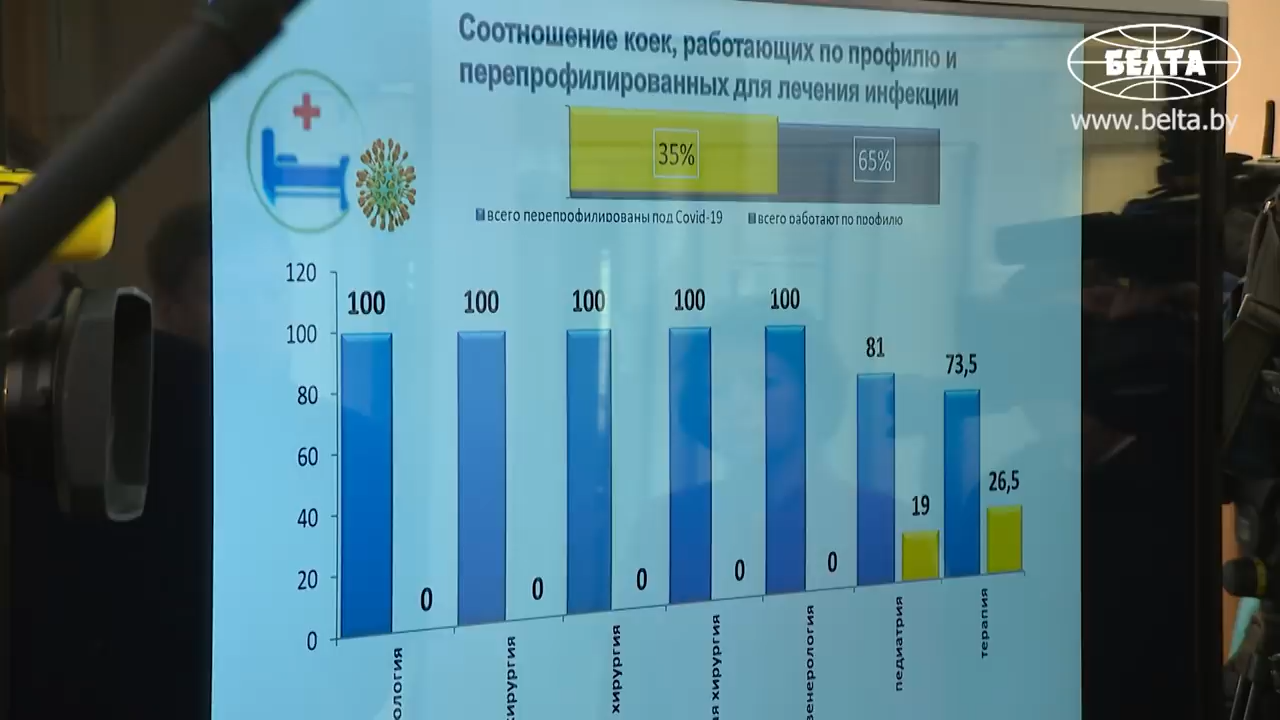 Соотношение коек, работающих по профилю и
перепрофилированных для лечения инфекции
БЕЛТА
www.belta.by
35%
65%
всего перепрофилированы под Covid-19
всего работают по профилю
120
100
80
60
40
20
0
100
0
100
0
100
0
100
0
100
0
81
19
73,5
26,5
хирургия
хирургия
хирургия
педиатрия
терапия